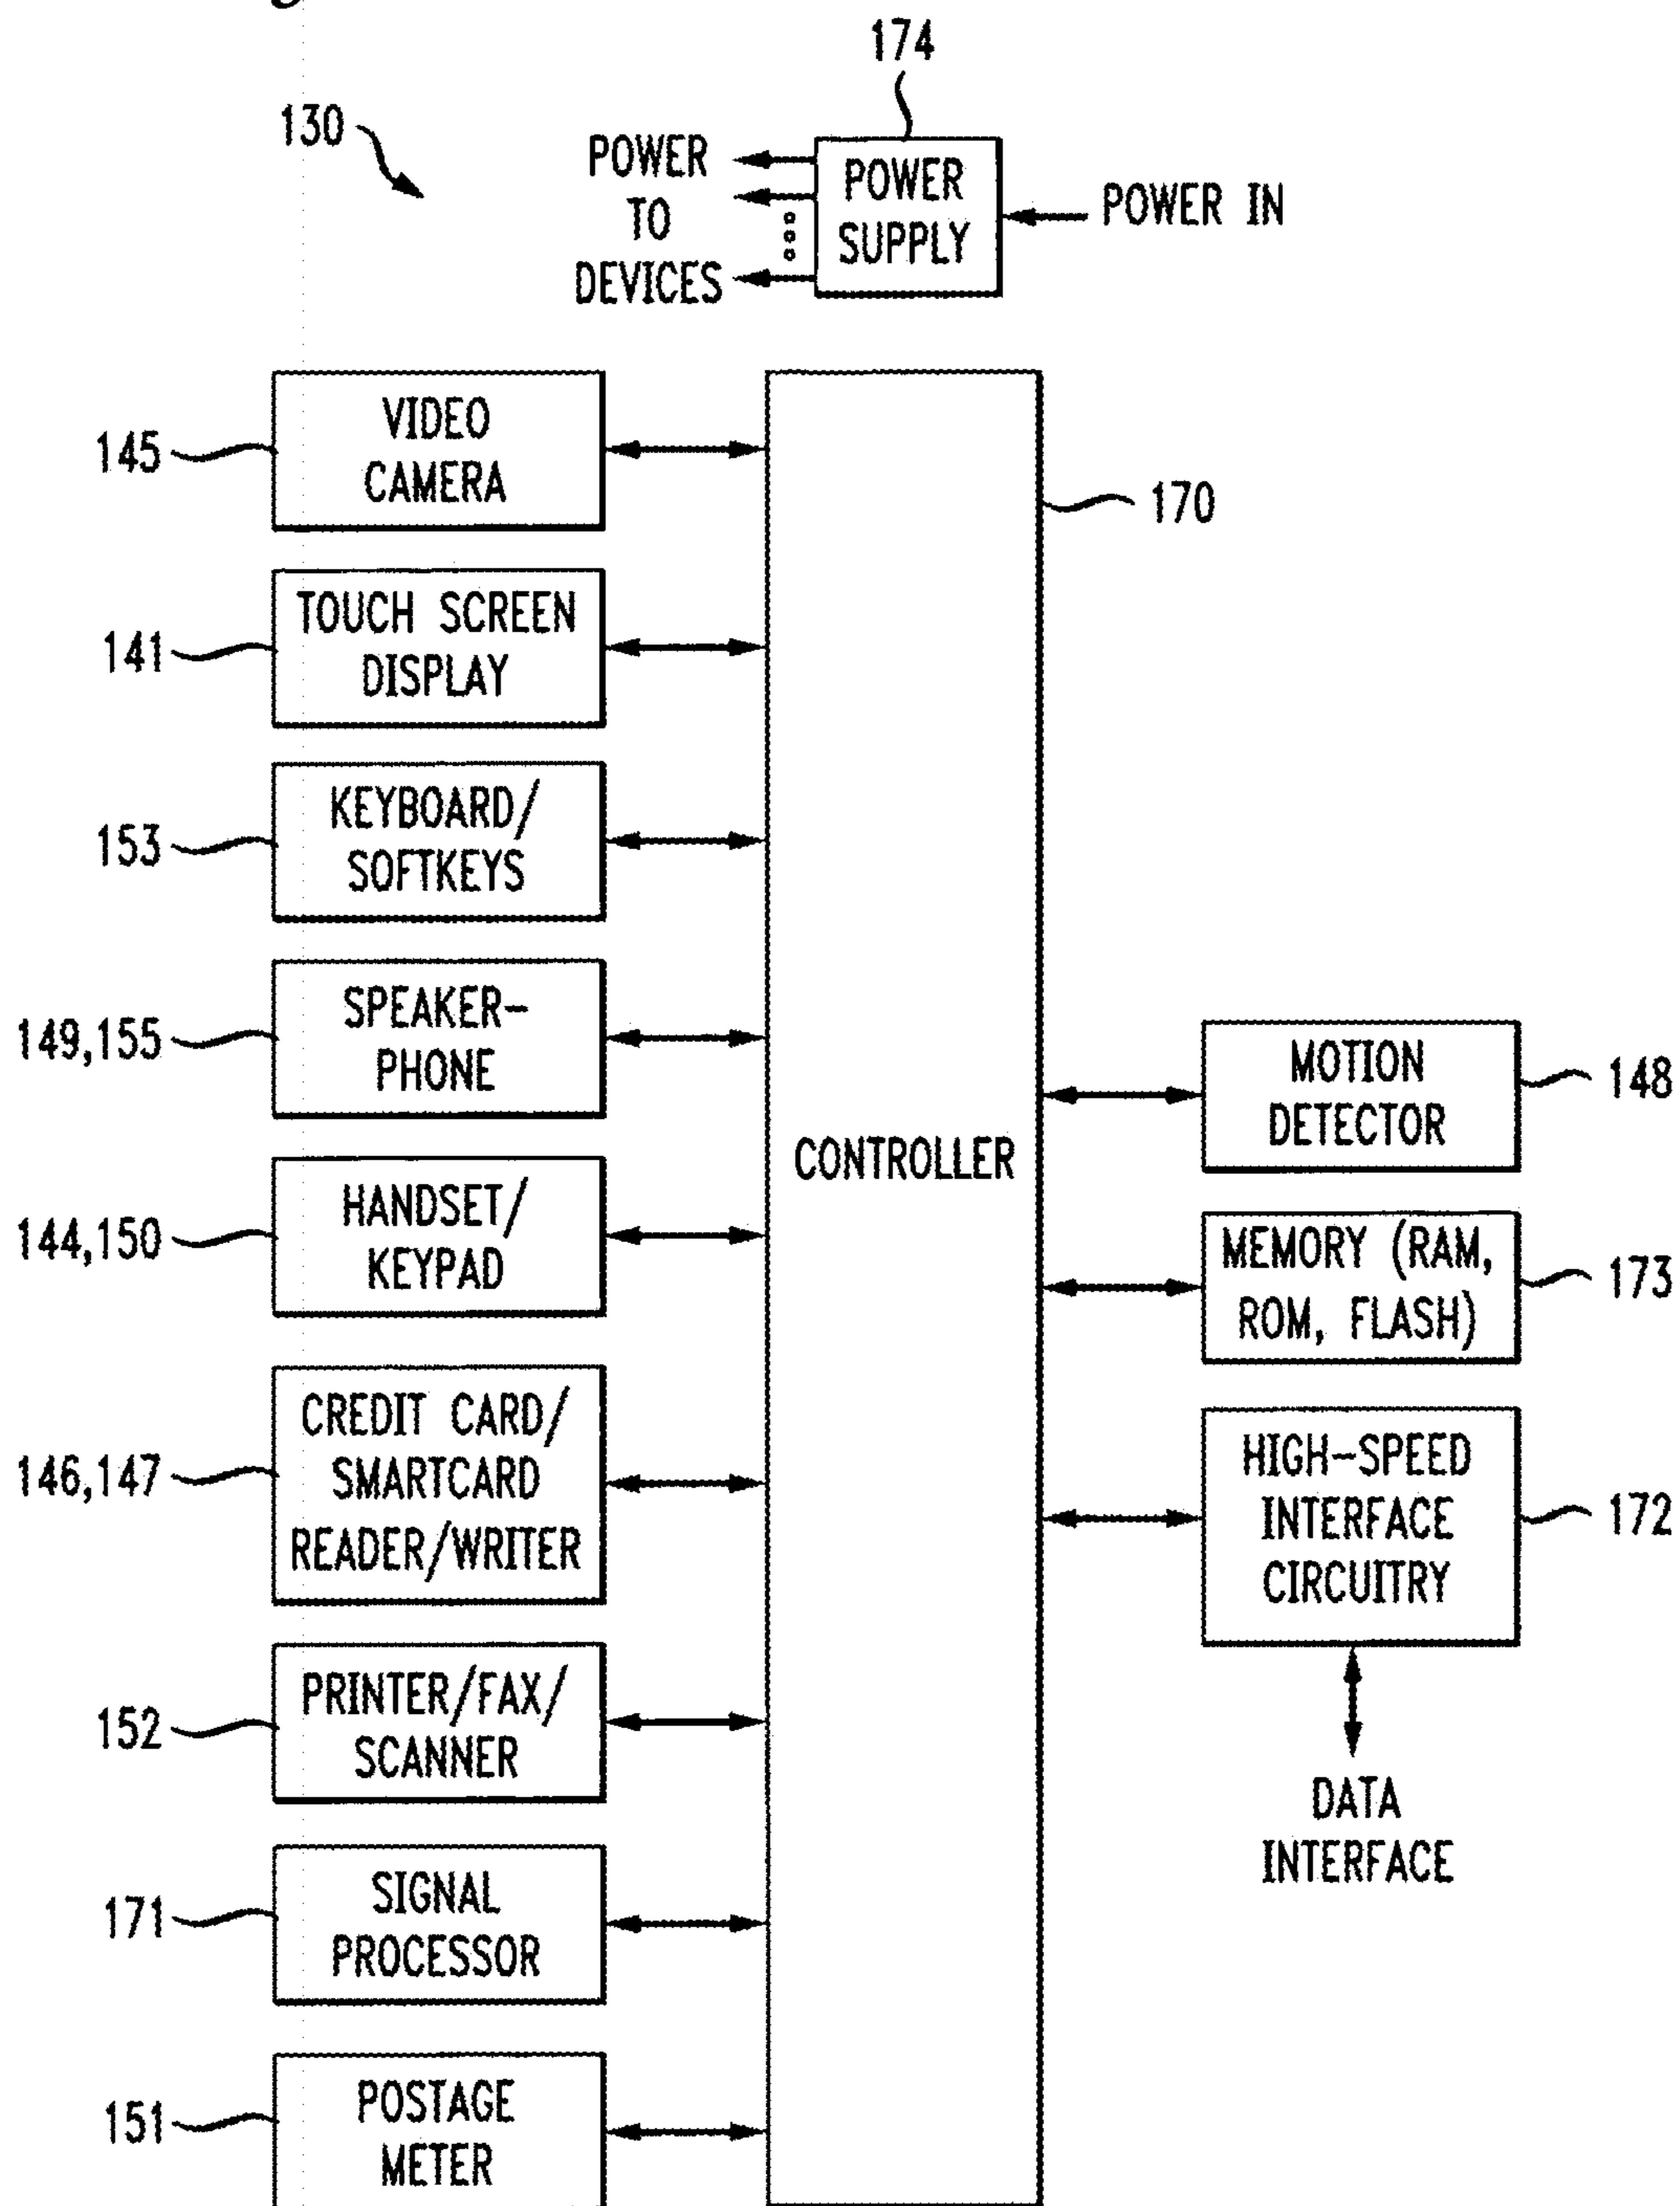 174
130
POWER
TO
DEVICES
POWER
SUPPLY
POWER IN
145
VIDEO
CAMERA
170
141
TOUCH SCREEN
DISPLAY
153
KEYBOARD/
SOFTKEYS
149,155
SPEAKER-
PHONE
144,150
HANDSET/
KEYPAD
146,147
CREDIT CARD/
SMARTCARD
READER/WRITER
152
PRINTER/FAX/
SCANNER
171
SIGNAL
PROCESSOR
151
POSTAGE
METER
CONTROLLER
MOTION
DETECTOR
148
MEMORY (RAM,
ROM, FLASH)
173
HIGH-SPEED
INTERFACE
CIRCUITRY
172
DATA
INTERFACE